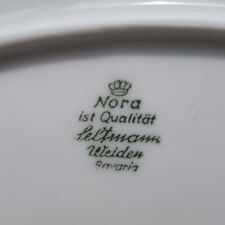 Nora
ist Qualität
Seltmann
Weiden
Bavaria